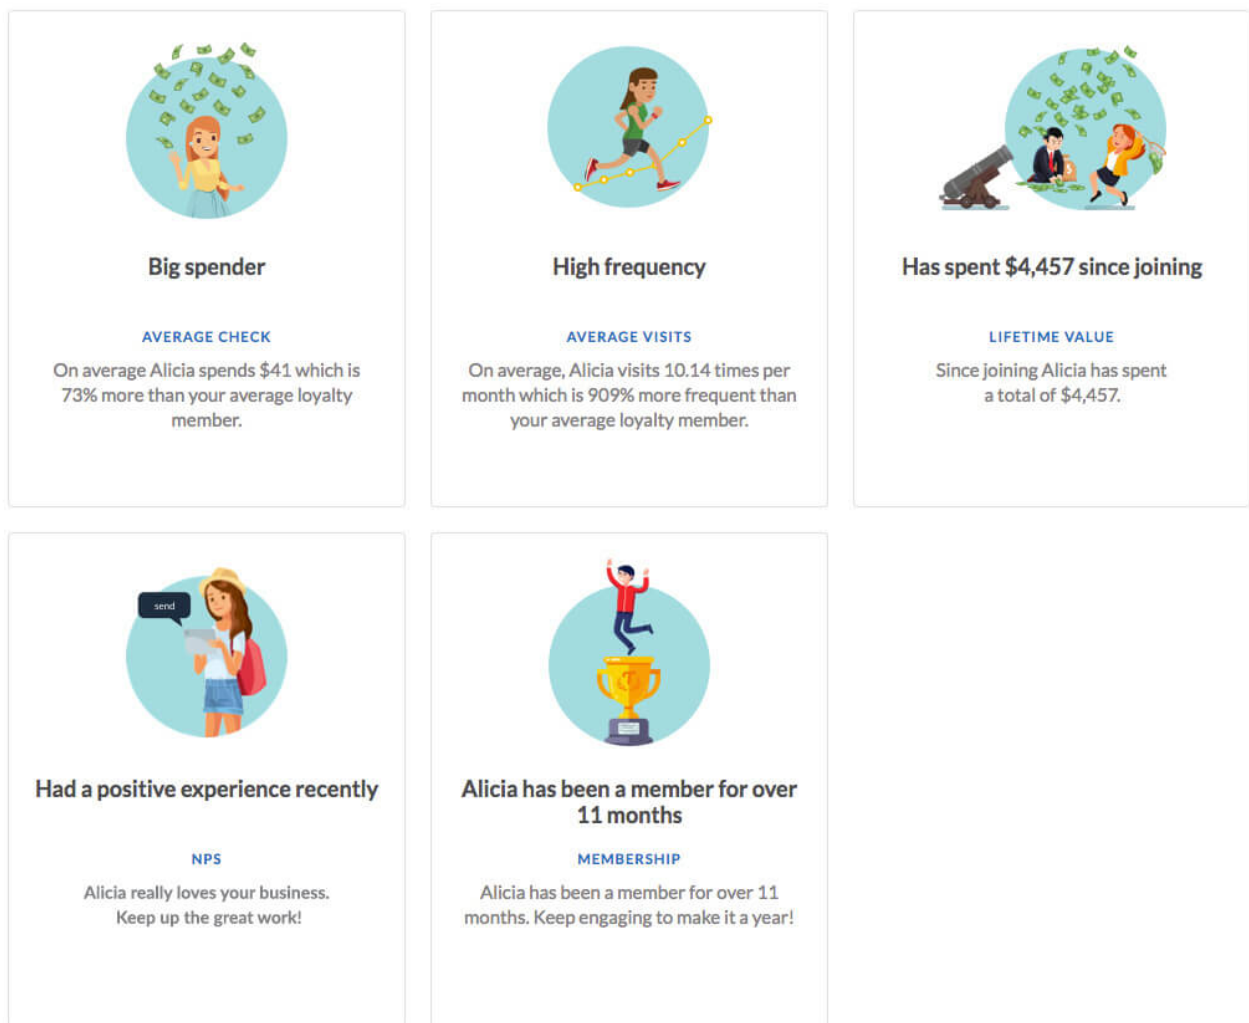 Big spender
AVERAGE CHECK
On average Alicia spends $41 which is
73% more than your average loyalty
member.
High frequency
AVERAGE VISITS
On average, Alicia visits 10.14 times per
month which is 909% more frequent than
your average loyalty member.
Has spent $4,457 since joining
LIFETIME VALUE
Since joining Alicia has spent
a total of $4,457.
send
Had a positive experience recently
NPS
Alicia really loves your business.
Keep up the great work!
Alicia has been a member for over
11 months
MEMBERSHIP
Alicia has been a member for over 11
months. Keep engaging to make it a year!